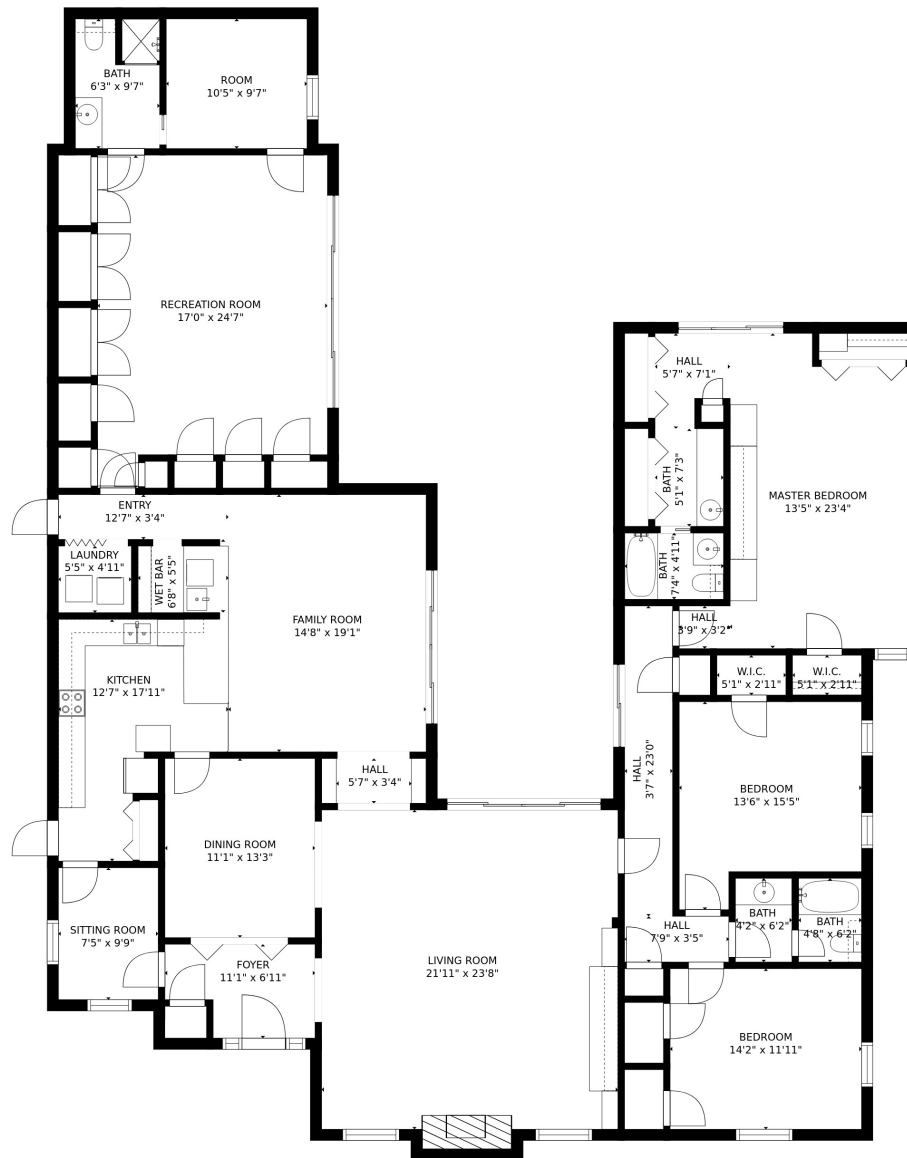 BATH
6'3" x 9'7"
ROOM
10'5" x 9'7"
RECREATION ROOM
17'0" x 24'7"
HALL
5'7" x 7'1"
BATH
5'1" x 7'3"
MASTER BEDROOM
13'5" x 23'4"
ENTRY
12'7" x 3'4"
LAUNDRY
5'5" x 4'11"
WET BAR
6'8" x 5'5"
BATH
7'4" x 4'11"
FAMILY ROOM
14'8" x 19'1"
HALL
3'9" x 3'2"
KITCHEN
12'7" x 17'11"
W.I.C.
5'1" x 2'11"
W.I.C.
5'1" x 2'11"
HALL
5'7" x 3'4"
HALL
3'7" x 23'0"
BEDROOM
13'6" x 15'5"
DINING ROOM
11'1" x 13'3"
SITTING ROOM
7'5" x 9'9"
HALL
7'9" x 3'5"
BATH
4'2" x 6'2"
BATH
4'8" x 6'2"
FOYER
11'1" x 6'11"
LIVING ROOM
21'11" x 23'8"
BEDROOM
14'2" x 11'11"